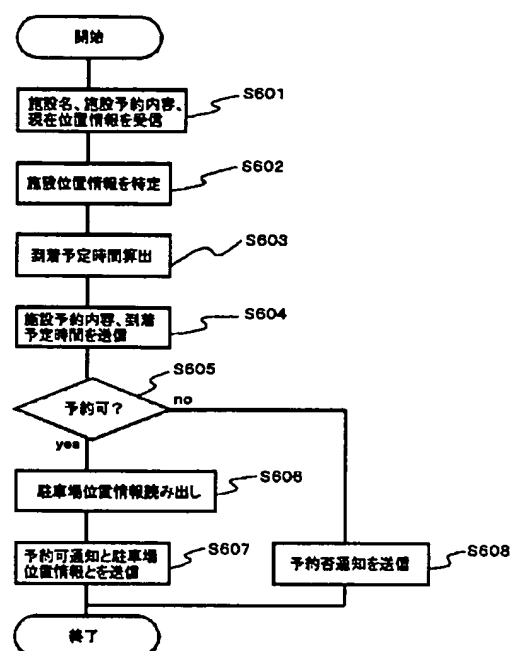 開始
施設名、施設予約内容、
現在位置情報を受信
S601
施設位置情報を特定
S602
到着予定時間算出
S603
施設予約内容、到着
予定時間を送信
S604
予約可?
S605
no
yes
駐車場位置情報読み出し
S606
予約可通知と駐車場
位置情報とを送信
S607
予約否通知を送信
S608
終了